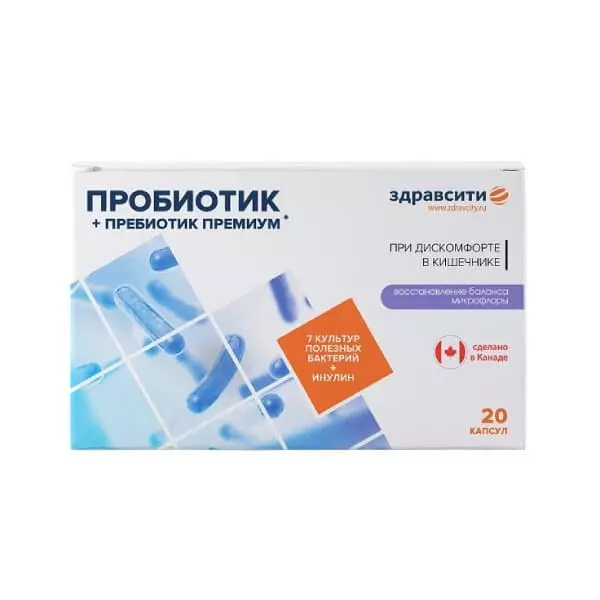 ПРОБИОТИК
+ ПРЕБИОТИК ПРЕМИУМ*
здравсити
www.zdravcity.ru
ПРИ ДИСКОМФОРТЕ
В КИШЕЧНИКЕ
восстановление баланса
микрофлоры
7 КУЛЬТУР
ПОЛЕЗНЫХ
БАКТЕРИЙ
+
ИНУЛИН
сделано
в Канаде
20
КАПСУЛ